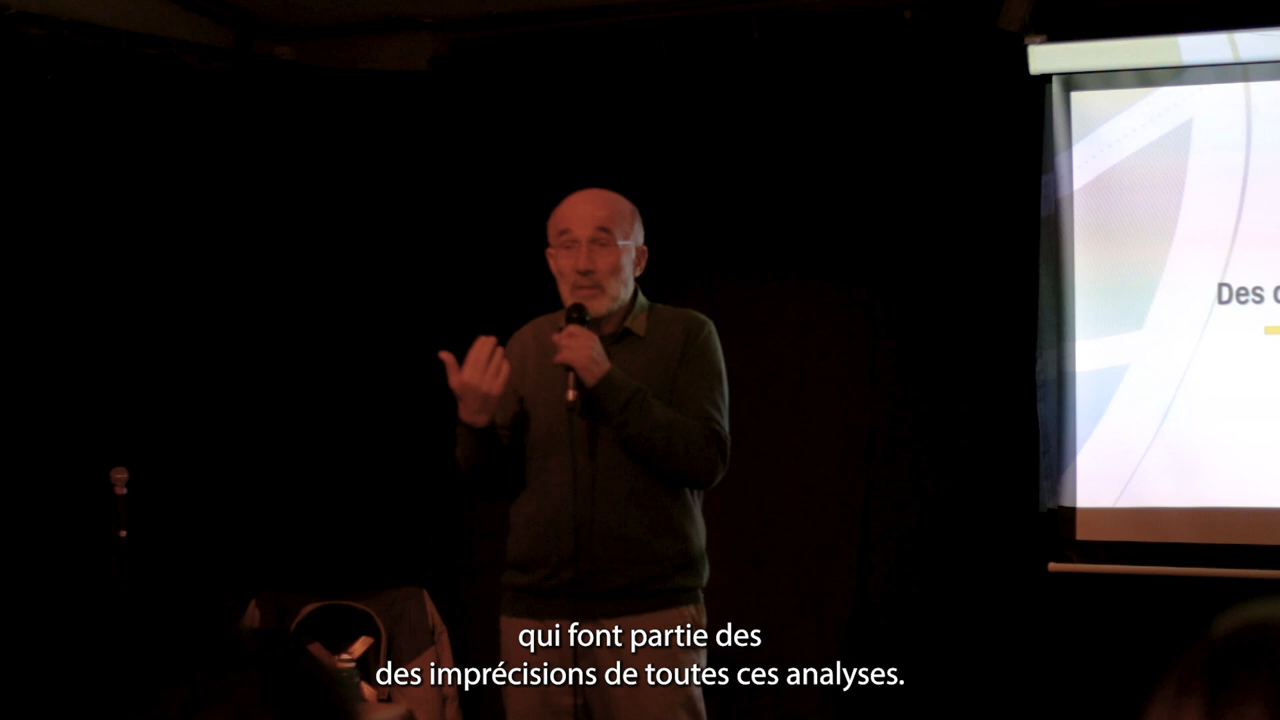 Des
qui font partie des
des imprécisions de toutes ces analyses.